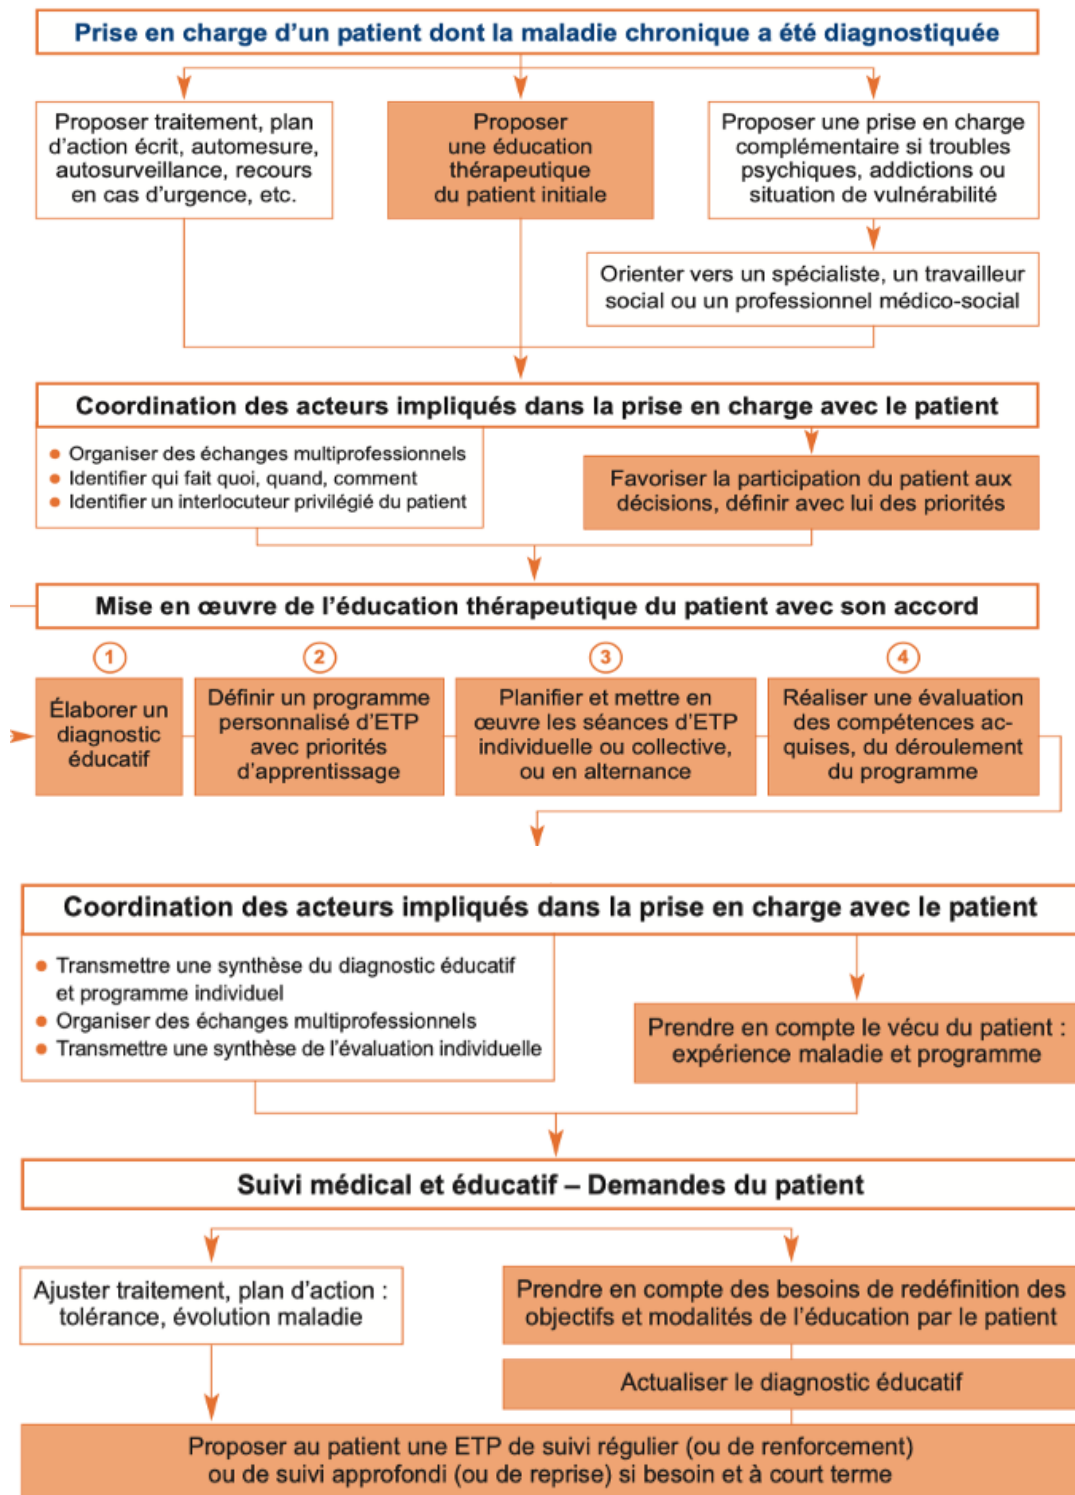 Prise en charge d'un patient dont la maladie chronique a été diagnostiquée
Proposer traitement, plan
d'action écrit, automesure,
autosurveillance, recours
en cas d'urgence, etc.
Proposer
une éducation
thérapeutique
du patient initiale
Proposer une prise en charge
complémentaire si troubles
psychiques, addictions ou
situation de vulnérabilité
Orienter vers un spécialiste, un travailleur
social ou un professionnel médico-social
Coordination des acteurs impliqués dans la prise en charge avec le patient
● Organiser des échanges multiprofessionnels
● Identifier qui fait quoi, quand, comment
● Identifier un interlocuteur privilégié du patient
Favoriser la participation du patient aux
décisions, définir avec lui des priorités
Mise en œuvre de l'éducation thérapeutique du patient avec son accord
1
Élaborer un
diagnostic
éducatif
2
Définir un programme
personnalisé d'ETP
avec priorités
d'apprentissage
3
Planifier et mettre en
œuvre les séances d'ETP
individuelle ou collective,
ou en alternance
4
Réaliser une évaluation
des compétences ac-
quises, du déroulement
du programme
Coordination des acteurs impliqués dans la prise en charge avec le patient
● Transmettre une synthèse du diagnostic éducatif
et programme individuel
● Organiser des échanges multiprofessionnels
● Transmettre une synthèse de l'évaluation individuelle
Prendre en compte le vécu du patient :
expérience maladie et programme
Suivi médical et éducatif – Demandes du patient
Ajuster traitement, plan d'action :
tolérance, évolution maladie
Prendre en compte des besoins de redéfinition des
objectifs et modalités de l'éducation par le patient
Actualiser le diagnostic éducatif
Proposer au patient une ETP de suivi régulier (ou de renforcement)
ou de suivi approfondi (ou de reprise) si besoin et à court terme